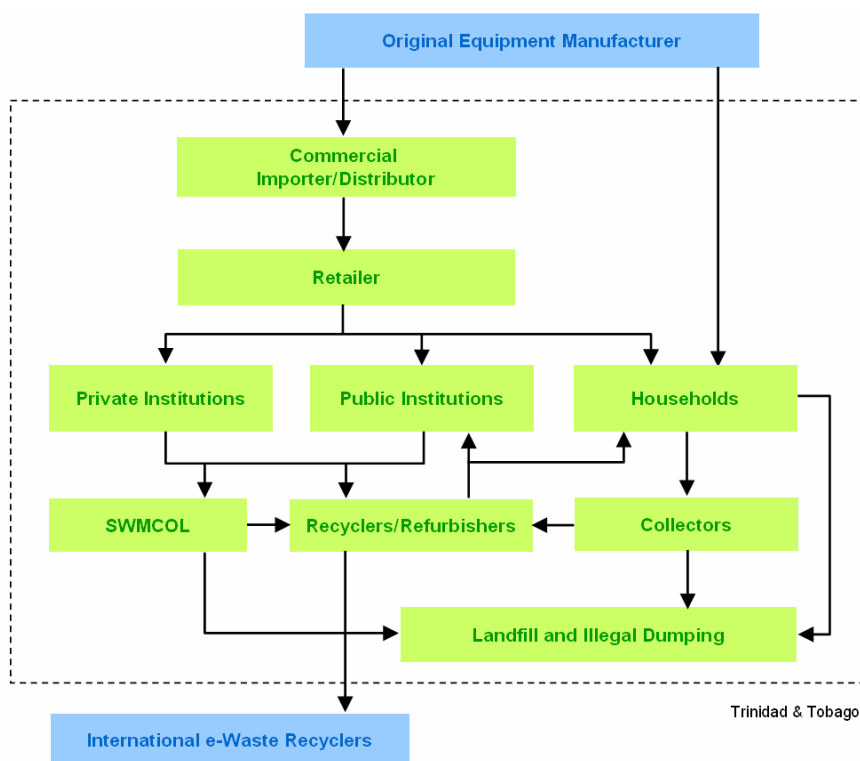 Original Equipment Manufacturer
Commercial
Importer/Distributor
Retailer
Private Institutions
Public Institutions
Households
SWMCOL
Recyclers/Refurbishers
Collectors
Landfill and Illegal Dumping
Trinidad & Tobago
International e-Waste Recyclers